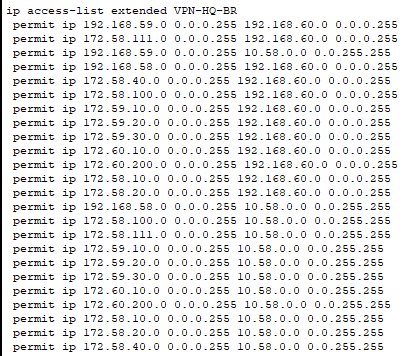 ip access-list extended VPN-HQ-BR
permit ip 192.168.59.0 0.0.0.255 192.168.60.0 0.0.0.255
permit ip 172.58.111.0 0.0.0.255 192.168.60.0 0.0.0.255
permit ip 192.168.59.0 0.0.0.255 10.58.0.0 0.0.255.255
permit ip 192.168.58.0 0.0.0.255 192.168.60.0 0.0.0.255
permit ip 172.58.40.0 0.0.0.255 192.168.60.0 0.0.0.255
permit ip 172.58.100.0 0.0.0.255 192.168.60.0 0.0.0.255
permit ip 172.59.10.0 0.0.0.255 192.168.60.0 0.0.0.255
permit ip 172.59.20.0 0.0.0.255 192.168.60.0 0.0.0.255
permit ip 172.59.30.0 0.0.0.255 192.168.60.0 0.0.0.255
permit ip 172.60.10.0 0.0.0.255 192.168.60.0 0.0.0.255
permit ip 172.60.200.0 0.0.0.255 192.168.60.0 0.0.0.255
permit ip 172.58.10.0 0.0.0.255 192.168.60.0 0.0.0.255
permit ip 172.58.20.0 0.0.0.255 192.168.60.0 0.0.0.255
permit ip 192.168.58.0 0.0.0.255 10.58.0.0 0.0.255.255
permit ip 172.58.100.0 0.0.0.255 10.58.0.0 0.0.255.255
permit ip 172.58.111.0 0.0.0.255 10.58.0.0 0.0.255.255
permit ip 172.59.10.0 0.0.0.255 10.58.0.0 0.0.255.255
permit ip 172.59.20.0 0.0.0.255 10.58.0.0 0.0.255.255
permit ip 172.59.30.0 0.0.0.255 10.58.0.0 0.0.255.255
permit ip 172.60.10.0 0.0.0.255 10.58.0.0 0.0.255.255
permit ip 172.60.200.0 0.0.0.255 10.58.0.0 0.0.255.255
permit ip 172.58.10.0 0.0.0.255 10.58.0.0 0.0.255.255
permit ip 172.58.20.0 0.0.0.255 10.58.0.0 0.0.255.255
permit ip 172.58.40.0 0.0.0.255 10.58.0.0 0.0.255.255